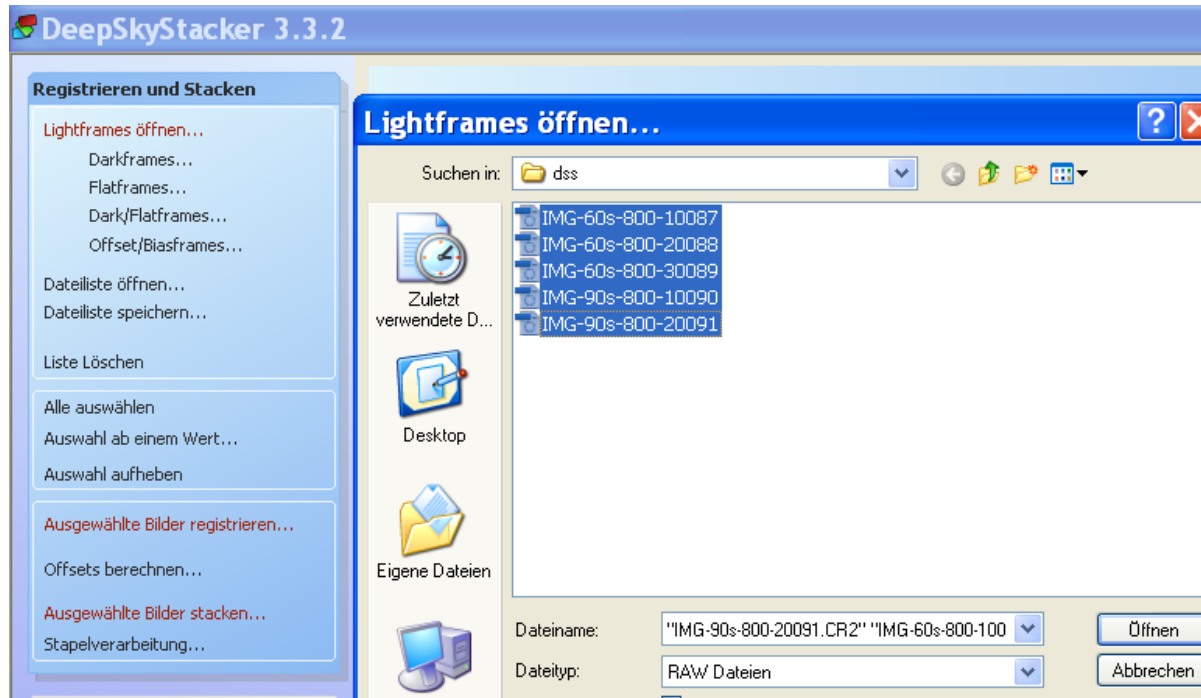 DeepSkyStacker 3.3.2
Registrieren und Stacken
Lightframes öffnen...
Darkframes...
Flatframes...
Dark/Flatframes...
Offset/Biasframes...
Dateiliste öffnen...
Dateiliste speichern...
Liste Löschen
Alle auswählen
Auswahl ab einem Wert...
Auswahl aufheben
Ausgewählte Bilder registrieren...
Offsets berechnen...
Ausgewählte Bilder stacken...
Stapelverarbeitung...
Lightframes öffnen...
Suchen in:
dss
Zuletzt
verwendete D...
Desktop
Eigene Dateien
IMG-60s-800-10087
IMG-60s-800-20088
IMG-60s-800-30089
IMG-90s-800-10090
IMG-90s-800-20091
Dateiname:
"IMG-90s-800-20091.CR2" "IMG-60s-800-100
Öffnen
Dateityp:
RAW Dateien
Abbrechen